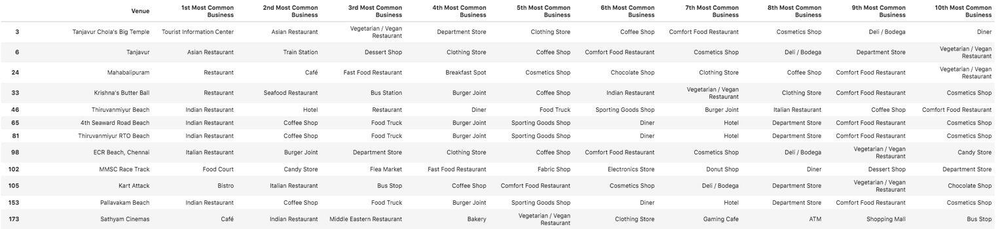 Venue 1st Most Common Business 2nd Most Common Business 3rd Most Common Business 4th Most Common Business 5th Most Common Business 6th Most Common Business 7th Most Common Business 8th Most Common Business 9th Most Common Business 10th Most Common Business
3 Tanjavur Chola's Big Temple Tourist Information Center Asian Restaurant Vegetarian / Vegan Restaurant Department Store Clothing Store Coffee Shop Comfort Food Restaurant Cosmetics Shop Deli / Bodega Diner
6 Tanjavur Asian Restaurant Train Station Dessert Shop Clothing Store Coffee Shop Comfort Food Restaurant Cosmetics Shop Deli / Bodega Department Store Vegetarian / Vegan Restaurant
24 Mahabalipuram Restaurant Café Fast Food Restaurant Breakfast Spot Cosmetics Shop Chocolate Shop Clothing Store Coffee Shop Comfort Food Restaurant Vegetarian / Vegan Restaurant
33 Krishna's Butter Ball Restaurant Seafood Restaurant Bus Station Burger Joint Coffee Shop Indian Restaurant Vegetarian / Vegan Restaurant Clothing Store Comfort Food Restaurant Cosmetics Shop
46 Thiruvanmiyur Beach Indian Restaurant Hotel Restaurant Diner Food Truck Sporting Goods Shop Burger Joint Italian Restaurant Coffee Shop Comfort Food Restaurant
65 4th Seaward Road Beach Indian Restaurant Coffee Shop Food Truck Burger Joint Sporting Goods Shop Diner Hotel Department Store Comfort Food Restaurant Cosmetics Shop
81 Thiruvanmiyur RTO Beach Indian Restaurant Coffee Shop Food Truck Burger Joint Sporting Goods Shop Diner Hotel Department Store Comfort Food Restaurant Cosmetics Shop
98 ECR Beach, Chennai Italian Restaurant Burger Joint Department Store Clothing Store Coffee Shop Comfort Food Restaurant Cosmetics Shop Deli / Bodega Vegetarian / Vegan Restaurant Candy Store
102 MMSC Race Track Food Court Candy Store Flea Market Fast Food Restaurant Fabric Shop Electronics Store Donut Shop Diner Dessert Shop Department Store
105 Kart Attack Bistro Italian Restaurant Bus Stop Coffee Shop Comfort Food Restaurant Cosmetics Shop Deli / Bodega Department Store Vegetarian / Vegan Restaurant Chocolate Shop
153 Pallavakam Beach Indian Restaurant Coffee Shop Food Truck Burger Joint Sporting Goods Shop Diner Hotel Department Store Comfort Food Restaurant Cosmetics Shop
173 Sathyam Cinemas Café Indian Restaurant Middle Eastern Restaurant Bakery Vegetarian / Vegan Restaurant Clothing Store Gaming Cafe ATM Shopping Mall Bus Stop